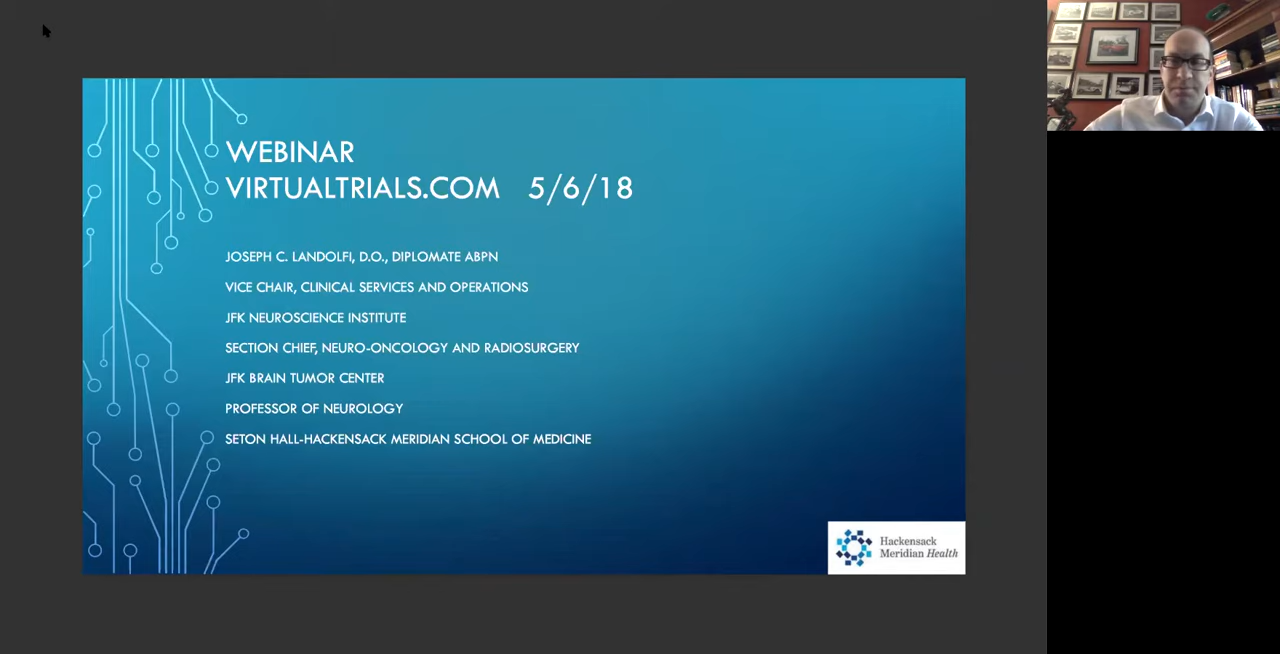 WEBINAR
VIRTUALTRIALS.COM 5/6/18
JOSEPH C. LANDOLFI, D.O., DIPLOMATE ABPN
VICE CHAIR, CLINICAL SERVICES AND OPERATIONS
JFK NEUROSCIENCE INSTITUTE
SECTION CHIEF, NEURO-ONCOLOGY AND RADIOSURGERY
JFK BRAIN TUMOR CENTER
PROFESSOR OF NEUROLOGY
SETON HALL-HACKENSACK MERIDIAN SCHOOL OF MEDICINE
Hackensack
Meridian Health